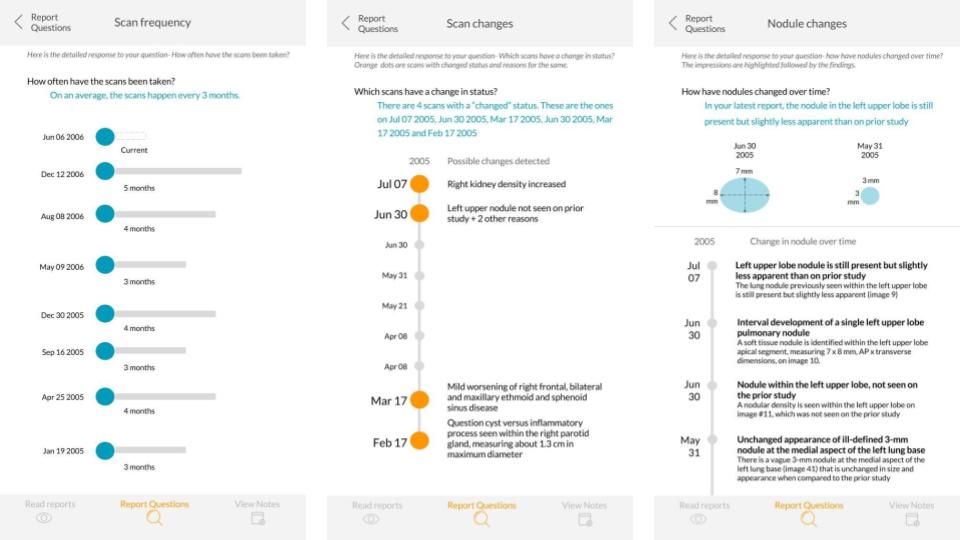 Report
Questions
Scan frequency
Here is the detailed response to your question- How often have the scans been taken?
How often have the scans been taken?
On an average, the scans happen every 3 months.
Jun 06 2006
Current
Dec 12 2006
5 months
Aug 08 2006
4 months
May 09 2006
3 months
Dec 30 2005
4 months
Sep 16 2005
3 months
Apr 25 2005
4 months
Jan 19 2005
3 months
Read reports
Report Questions
View Notes
Report
Questions
Scan changes
Here is the detailed response to your question- Which scans have a change in status?
Orange dots are scans with changed status and reasons for the same.
Which scans have a change in status?
There are 4 scans with a "changed" status. These are the ones
on Jul 07 2005, Jun 30 2005, Mar 17 2005, Jun 30 2005, Mar
17 2005 and Feb 17 2005
2005 Possible changes detected
Jul 07 Right kidney density increased
Jun 30 Left upper nodule not seen on prior
study + 2 other reasons
Jun 30
May 31
May 21
Apr 08
Apr 08
Mar 17 Mild worsening of right frontal, bilateral
and maxillary ethmoid and sphenoid
sinus disease
Feb 17 Question cyst versus inflammatory
process seen within the right parotid
gland, measuring about 1.3 cm in
maximum diameter
Read reports
Report Questions
View Notes
Report
Questions
Nodule changes
Here is the detailed response to your question- how have nodules changed over time?
The impressions are highlighted followed by the findings.
How have nodules changed over time?
In your latest report, the nodule in the left upper lobe is still
present but slightly less apparent than on prior study
Jun 30
2005
7 mm
8
mm
May 31
2005
3 mm
3
mm
2005 Change in nodule over time
Jul
07
Left upper lobe nodule is still present but slightly
less apparent than on prior study
The lung nodule previously seen within the left upper lobe
is still present but slightly less apparent (image 9)
Jun
30
Interval development of a single left upper lobe
pulmonary nodule
A soft tissue nodule is identified within the left upper lobe
apical segment, measuring 7 x 8 mm, AP x transverse
dimensions, on image 10.
Jun
30
Nodule within the left upper lobe, not seen on
the prior study
A nodular density is seen within the left upper lobe on
image #11, which was not seen on the prior study
May
31
Unchanged appearance of ill-defined 3-mm
nodule at the medial aspect of the left lung base
There is a vague 3-mm nodule at the medial aspect of the
left lung base (image 41) that is unchanged in size and
appearance when compared to the prior study
Read reports
Report Questions
View Notes